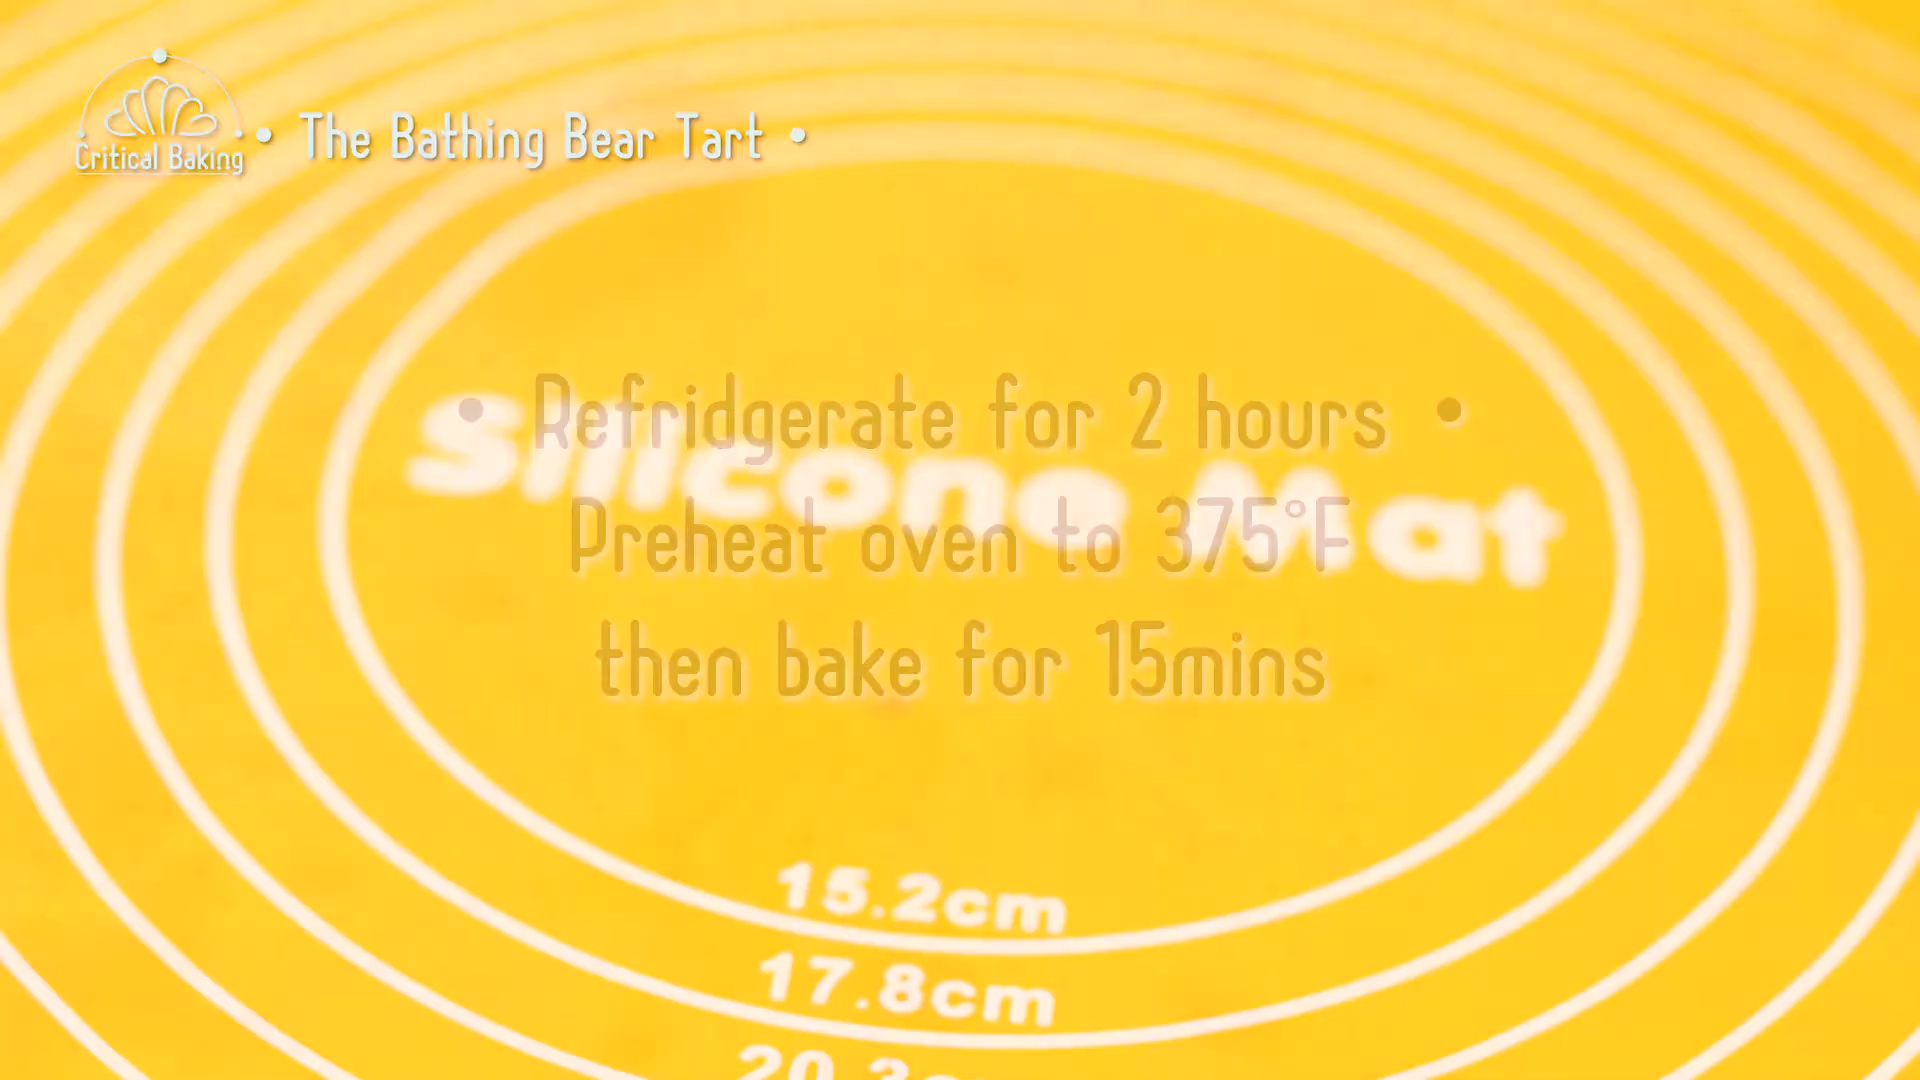 Critical Baking
• The Bathing Bear Tart •
• Refridgerate for 2 hours •
Silicone Mat
Preheat oven to 375°F
then bake for 15mins
15.2cm
17.8cm